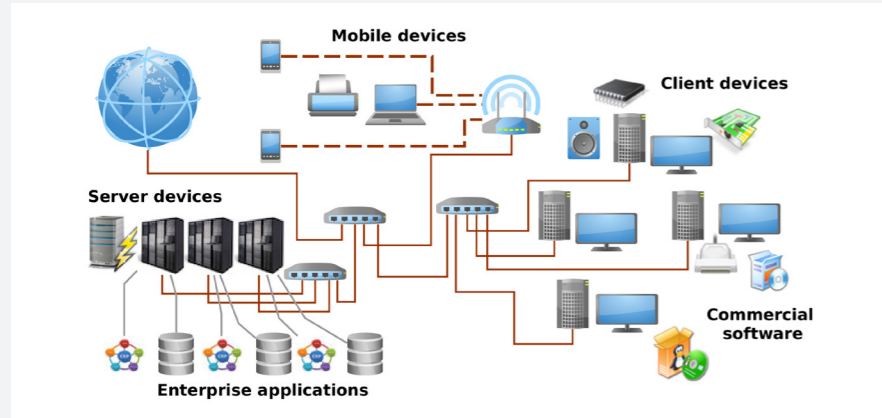 Mobile devices
Client devices
Server devices
Commercial
software
Enterprise applications